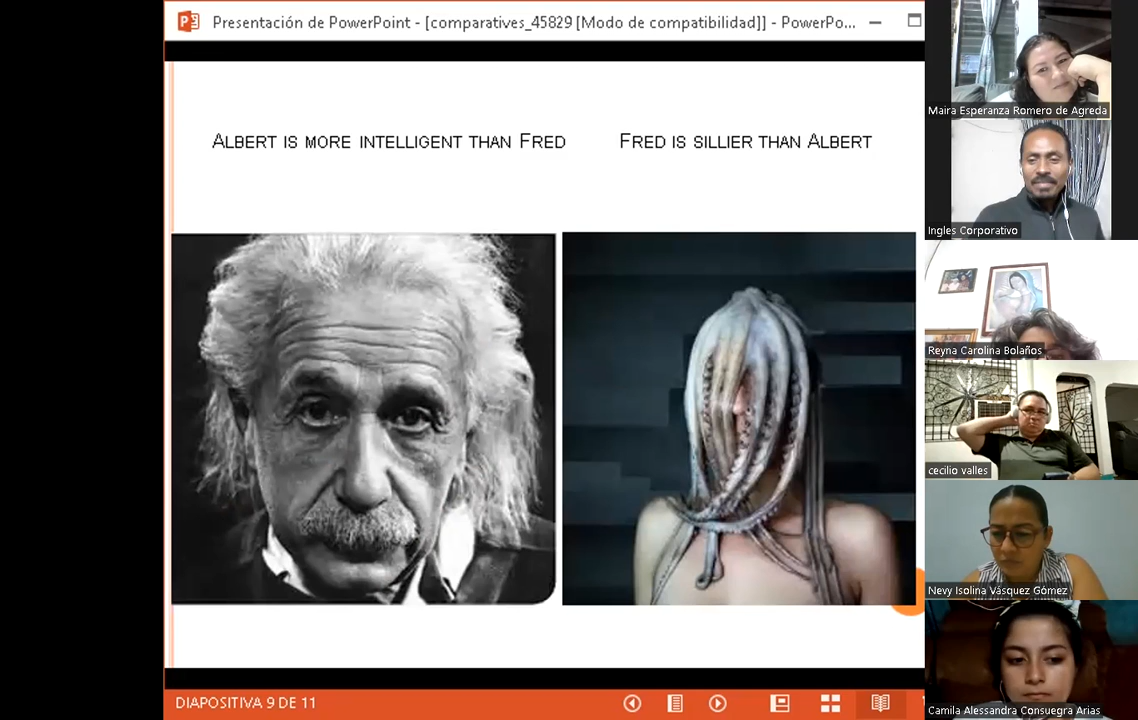 Presentación de PowerPoint - [comparatives_45829 [Modo de compatibilidad]] - PowerPo...
ALBERT IS MORE INTELLIGENT THAN FRED
FRED IS SILLIER THAN ALBERT
DIAPOSITIVA 9 DE 11
Maira Esperanza Romero de Agreda
Ingles Corporativo
Reyna Carolina Bolaños
cecilio valles
Nevy Isolina Vásquez Gómez
Camila Alessandra Consuegra Arias